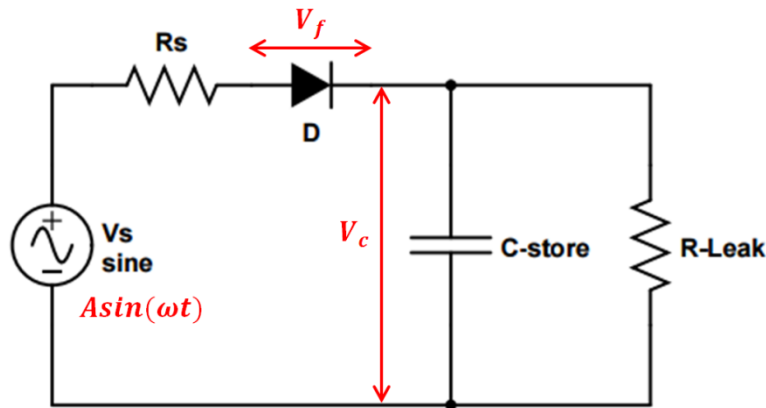 V_f
Rs
D
V_c
Vs
sine
Asin(ωt)
C-store
R-Leak